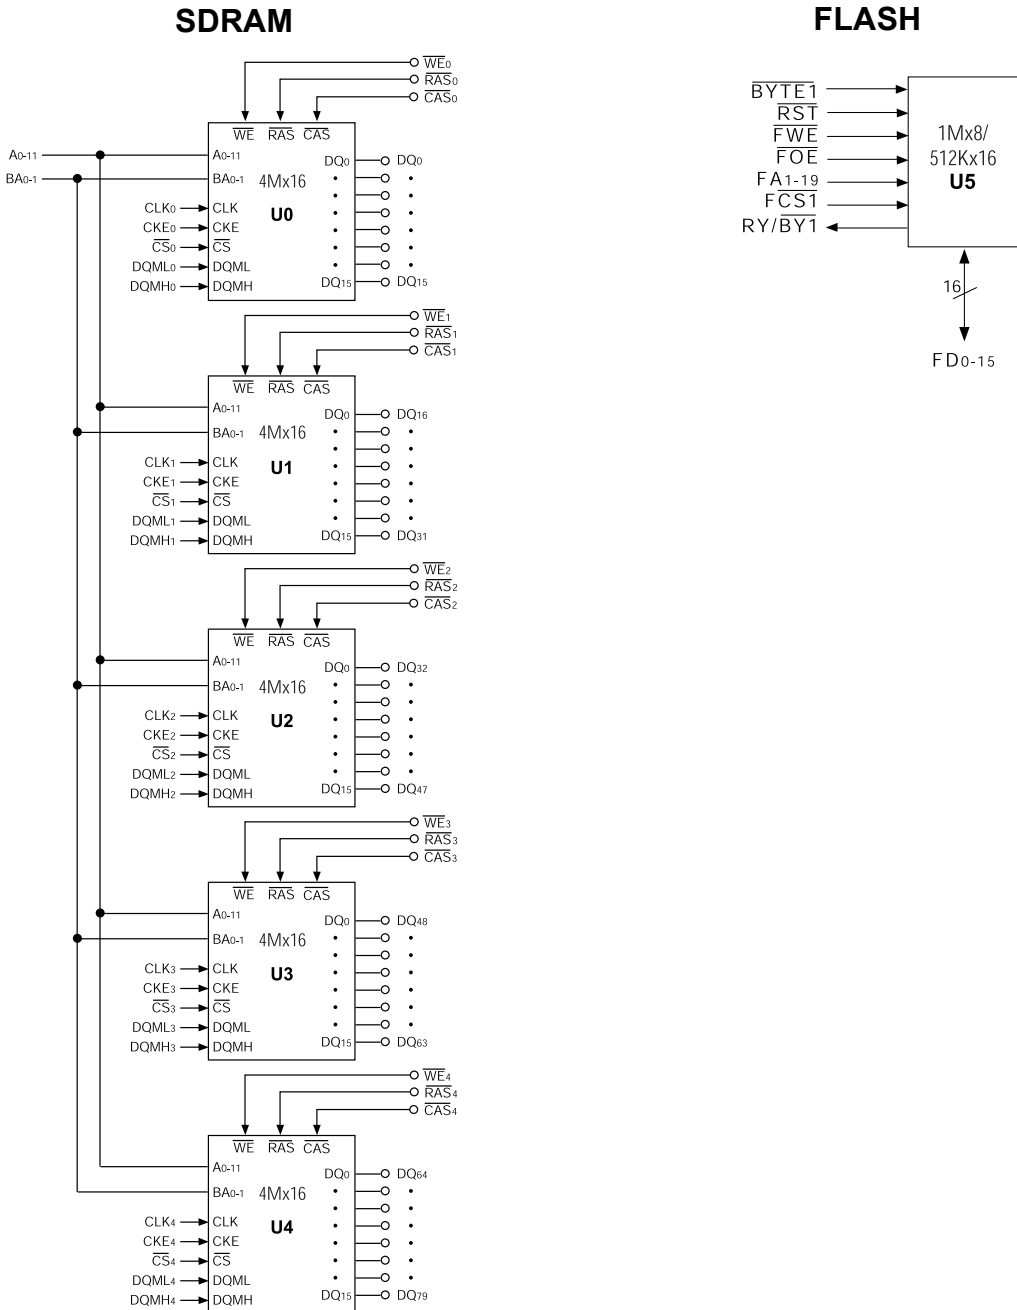 SDRAM
WE0
RAS0
CAS0
WE RAS CAS
A0-11 A0-11 DQ0 DQ0
BA0-1 BA0-1 4Mx16
U0
CLK0 CLK
CKE0 CKE
CS0 CS
DQML0 DQML
DQMH0 DQMH DQ15 DQ15
WE1
RAS1
CAS1
WE RAS CAS
A0-11 DQ0 DQ16
BA0-1 4Mx16
CLK1 CLK U1
CKE1 CKE
CS1 CS
DQML1 DQML
DQMH1 DQMH DQ15 DQ31
WE2
RAS2
CAS2
WE RAS CAS
A0-11 DQ0 DQ32
BA0-1 4Mx16
CLK2 CLK U2
CKE2 CKE
CS2 CS
DQML2 DQML
DQMH2 DQMH DQ15 DQ47
WE3
RAS3
CAS3
WE RAS CAS
A0-11 DQ0 DQ48
BA0-1 4Mx16
CLK3 CLK U3
CKE3 CKE
CS3 CS
DQML3 DQML
DQMH3 DQMH DQ15 DQ63
WE4
RAS4
CAS4
WE RAS CAS
A0-11 DQ0 DQ64
BA0-1 4Mx16
CLK4 CLK U4
CKE4 CKE
CS4 CS
DQML4 DQML
DQMH4 DQMH DQ15 DQ79
FLASH
BYTE1
RST
FWE
FOE
FA1-19
FCS1
RY/BY1
1Mx8/
512Kx16
U5
16
FD0-15